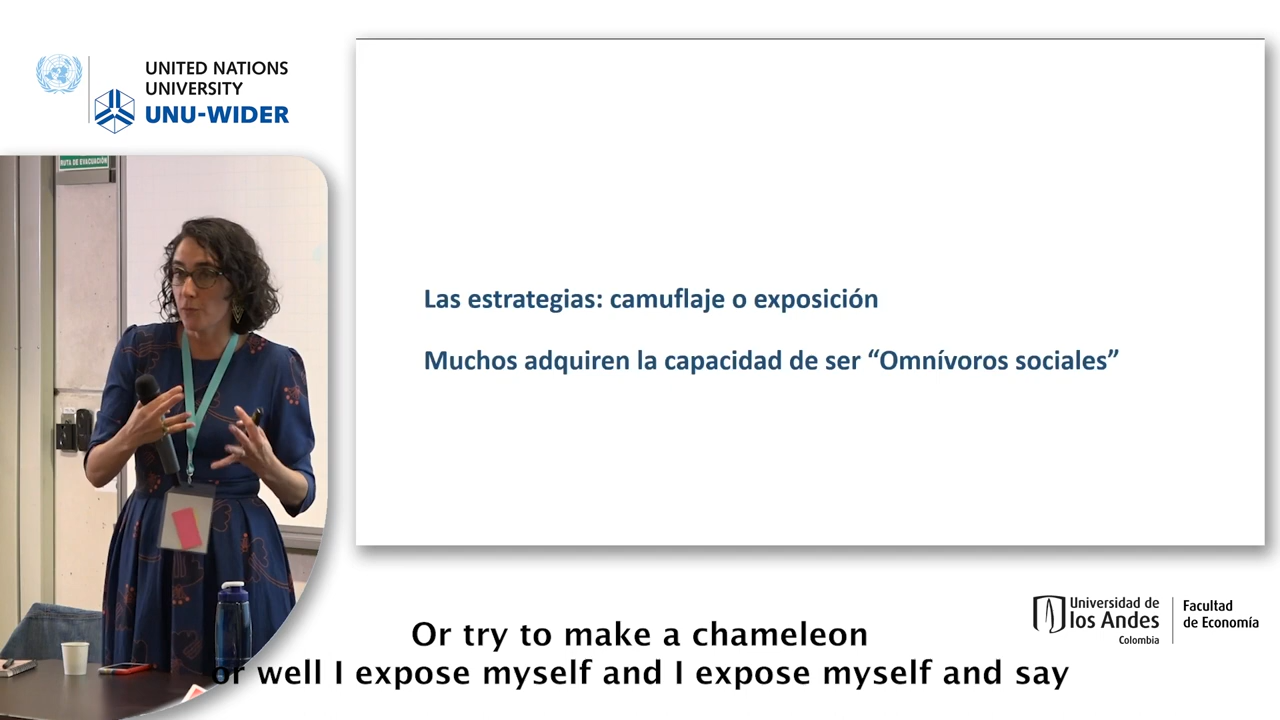 UNITED NATIONS
UNIVERSITY
UNU-WIDER
RUTA DE EVACUACIÓN
Las estrategias: camuflaje o exposición
Muchos adquiren la capacidad de ser “Omnívoros sociales”
Universidad de
los Andes
Colombia
Facultad
de Economía
Or try to make a chameleon
or well I expose myself and I expose myself and say